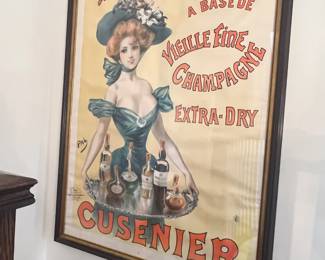 A BASE DE
VIEILLE FINE
CHAMPAGNE
EXTRA-DRY
CUSENIER